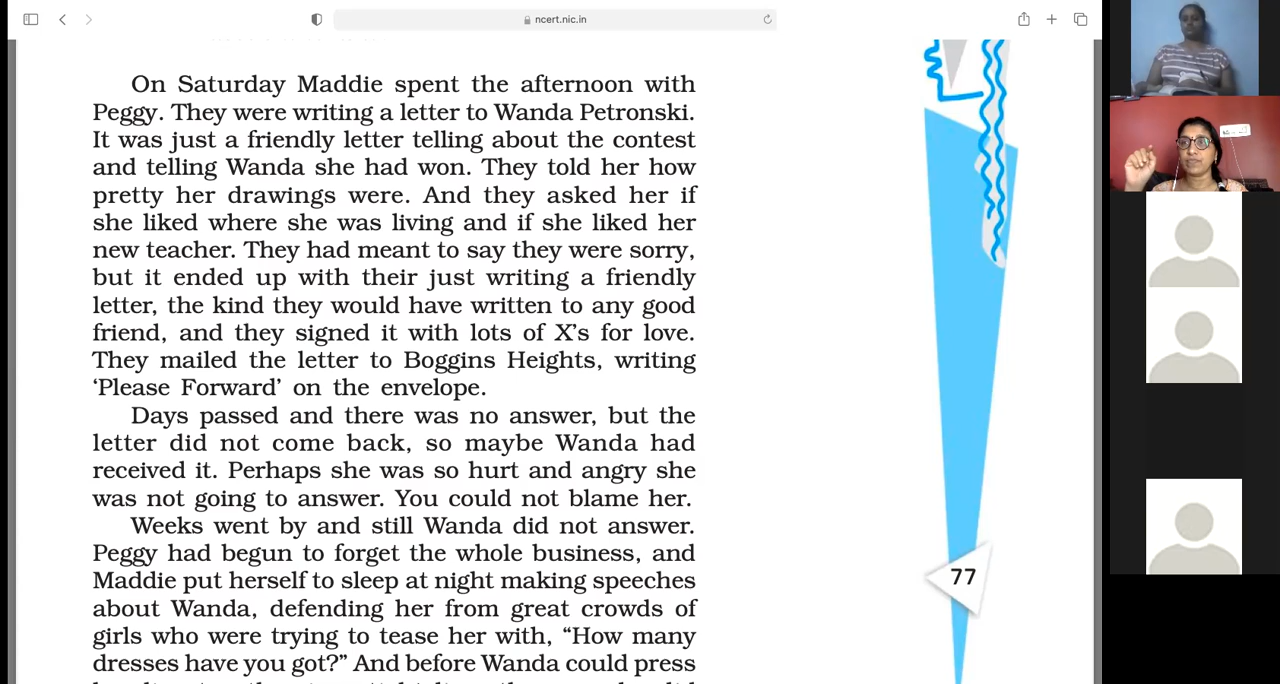 ncert.nic.in
On Saturday Maddie spent the afternoon with
Peggy. They were writing a letter to Wanda Petronski.
It was just a friendly letter telling about the contest
and telling Wanda she had won. They told her how
pretty her drawings were. And they asked her if
she liked where she was living and if she liked her
new teacher. They had meant to say they were sorry,
but it ended up with their just writing a friendly
letter, the kind they would have written to any good
friend, and they signed it with lots of X’s for love.
They mailed the letter to Boggins Heights, writing
‘Please Forward’ on the envelope.
Days passed and there was no answer, but the
letter did not come back, so maybe Wanda had
received it. Perhaps she was so hurt and angry she
was not going to answer. You could not blame her.
Weeks went by and still Wanda did not answer.
Peggy had begun to forget the whole business, and
Maddie put herself to sleep at night making speeches
about Wanda, defending her from great crowds of
girls who were trying to tease her with, “How many
dresses have you got?” And before Wanda could press
77